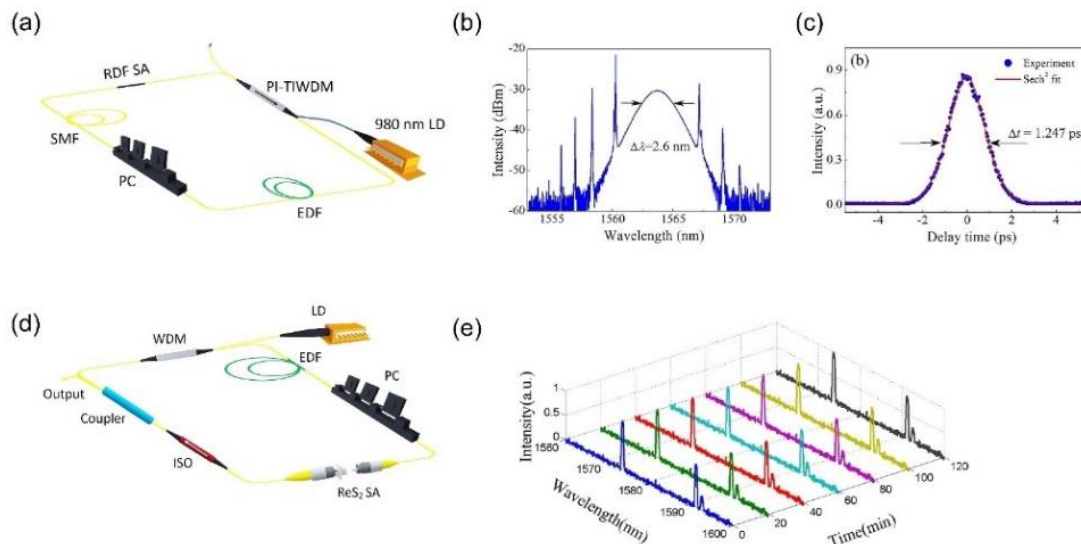 (a)
RDF SA
PI-TIWDM
980 nm LD
SMF
PC
EDF
(b)
Intensity (dBm)
-20
-30
-40
-50
-60
Δλ=2.6 nm
1555 1560 1565 1570
Wavelength (nm)
(c)
(b)
Intensity (a.u.)
0.9
0.6
0.3
0.0
Experiment
Sech² fit
Δt = 1.247 ps
-4 -2 0 2 4
Delay time (ps)
(d)
WDM
LD
EDF
PC
Output
Coupler
ISO
ReS₂ SA
(e)
Intensity(a.u.)
1
0.5
0
1560
1570
1580
1590
1600
Wavelength(nm)
0
20
40
60
80
100
120
Time(min)